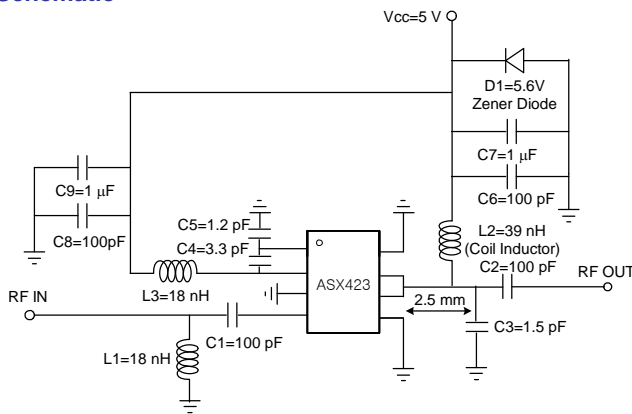 Vcc=5 V
D1=5.6V
Zener Diode
C7=1 μF
C6=100 pF
C9=1 μF
C8=100pF
C5=1.2 pF
C4=3.3 pF
L2=39 nH
(Coil Inductor)
C2=100 pF
RF OUT
ASX423
L3=18 nH
2.5 mm
RF IN
C1=100 pF
C3=1.5 pF
L1=18 nH